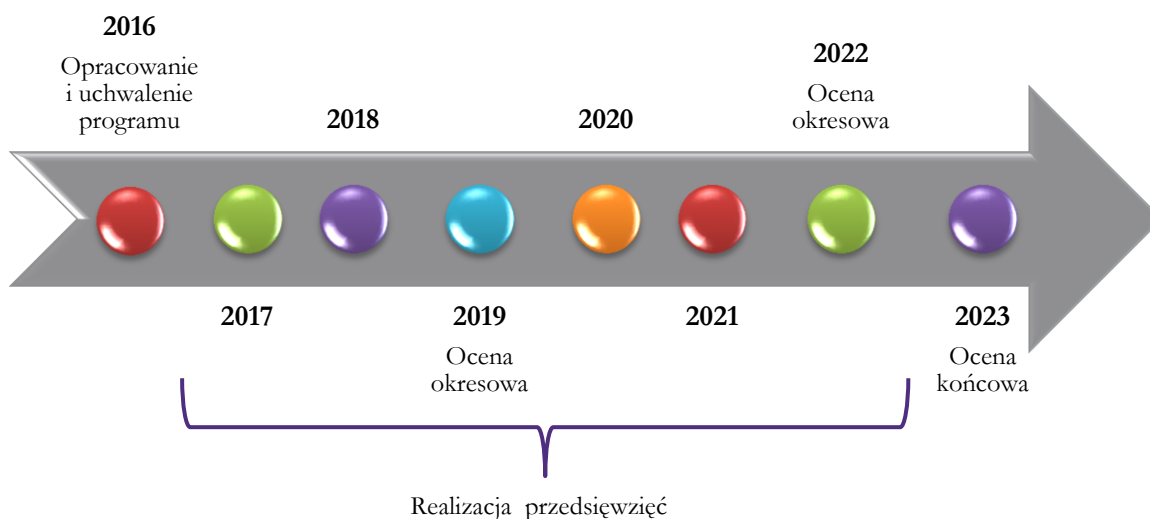 2016
Opracowanie
i uchwalenie
programu
2018
2020
2022
Ocena
okresowa
2017
2019
Ocena
okresowa
2021
2023
Ocena
końcowa
Realizacja przedsięwzięć